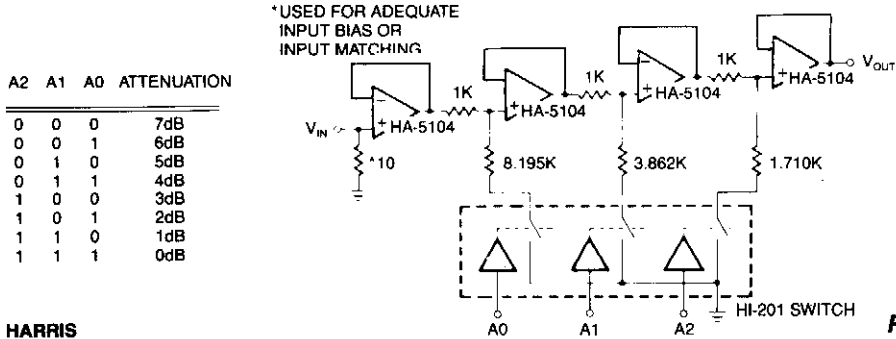 *USED FOR ADEQUATE
INPUT BIAS OR
INPUT MATCHING
A2 A1 A0 ATTENUATION
0 0 0 7dB
0 0 1 6dB
0 1 0 5dB
0 1 1 4dB
1 0 0 3dB
1 0 1 2dB
1 1 0 1dB
1 1 1 0dB
1K 1K 1K
HA-5104 HA-5104 HA-5104 HA-5104
VIN VOUT
*10 8.195K 3.862K 1.710K
HI-201 SWITCH
A0 A1 A2
HARRIS